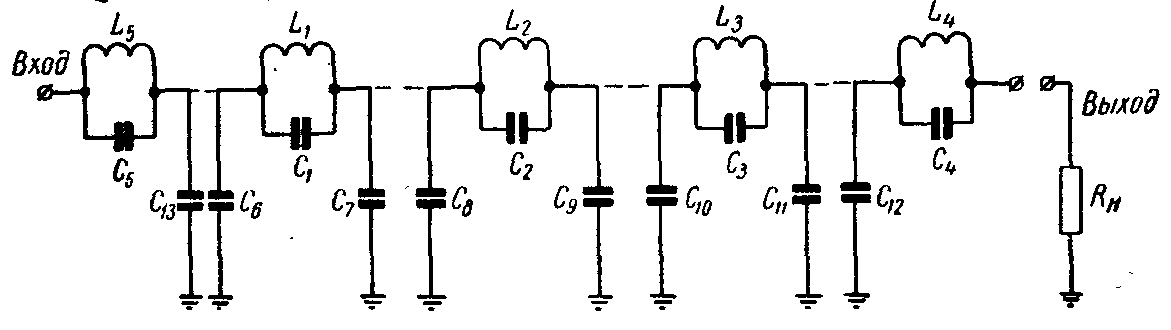 L₅ L₁ L₂ L₃ L₄
Вход
Выход
C₅ C₁ C₂ C₃ C₄
C₁₃ C₆ C₇ C₈ C₉ C₁₀ C₁₁ C₁₂ Rн